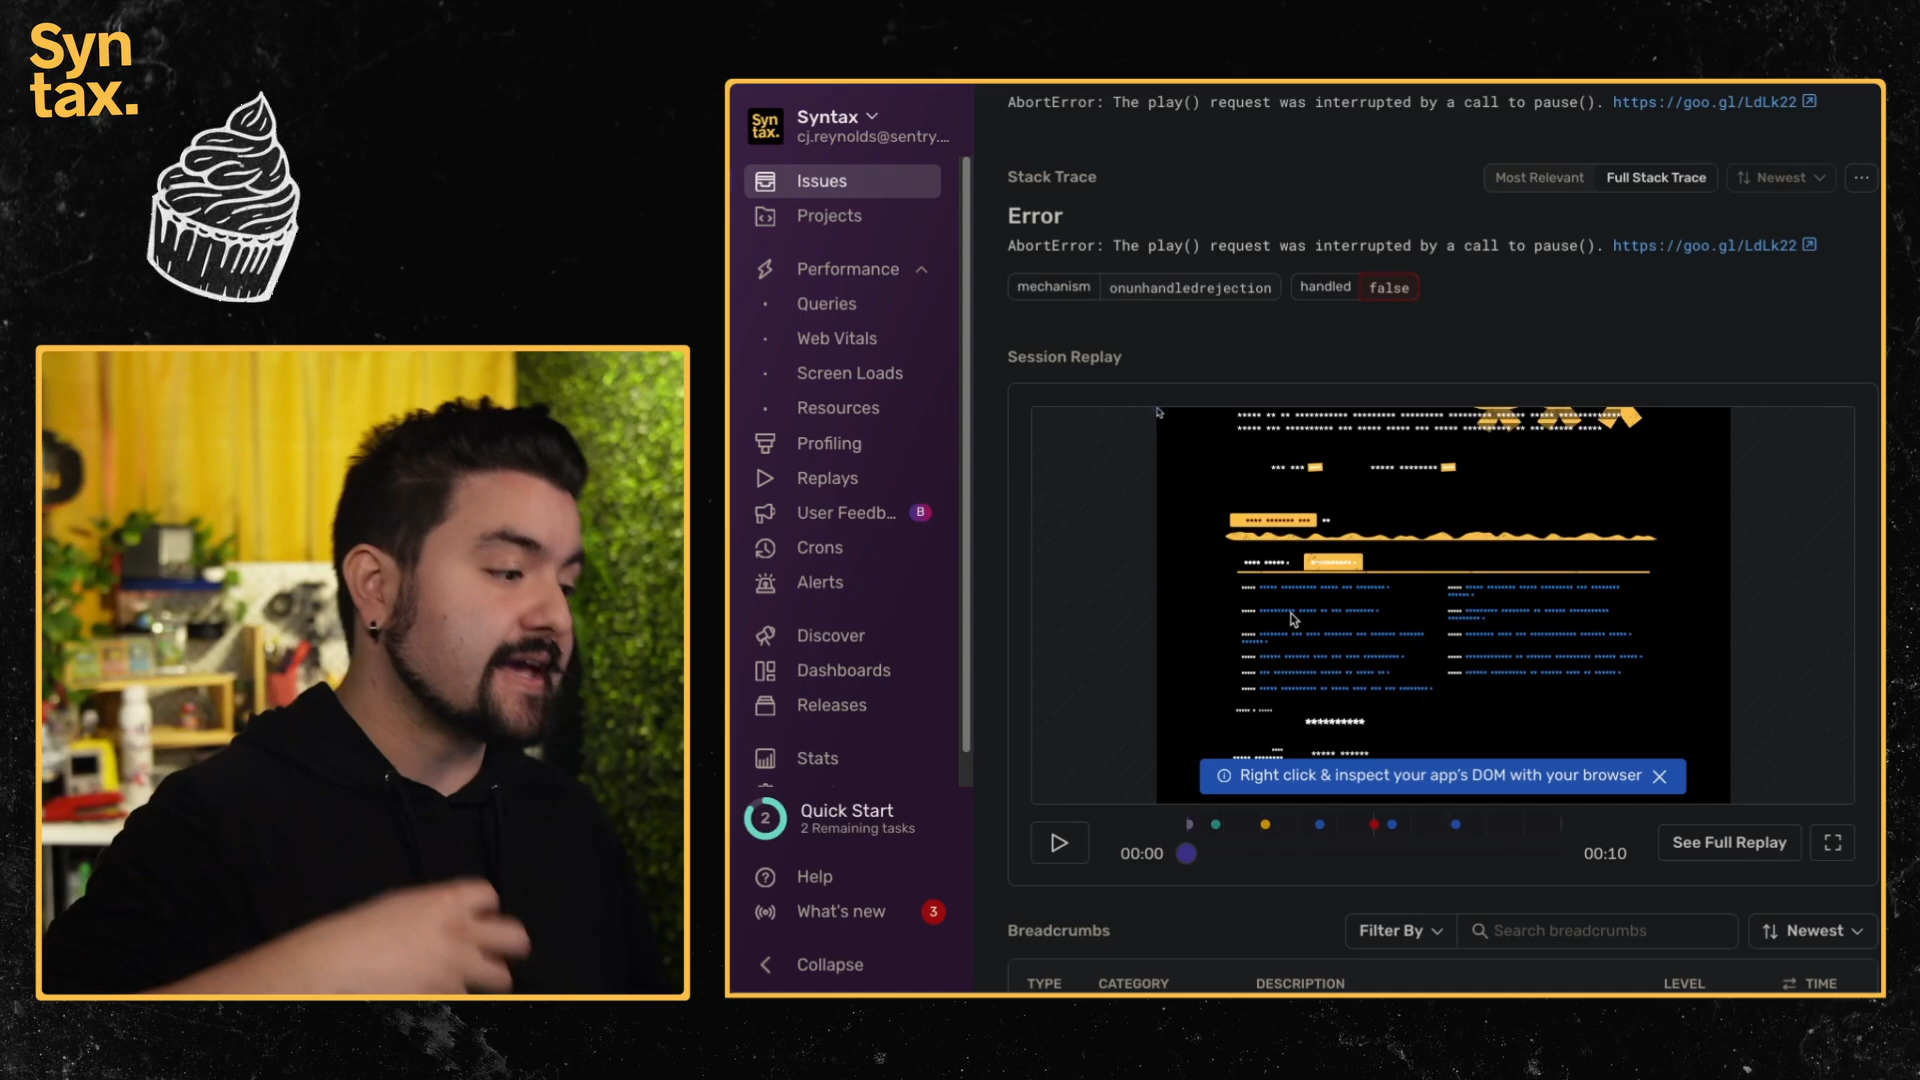 Syn
tax.
Syn
tax.
Syntax
cj.reynolds@sentry....
Issues
Projects
Performance
Queries
Web Vitals
Screen Loads
Resources
Profiling
Replays
User Feedb... B
Crons
Alerts
Discover
Dashboards
Releases
Stats
2
Quick Start
2 Remaining tasks
Help
What's new 3
Collapse
AbortError: The play() request was interrupted by a call to pause(). https://goo.gl/LdLk22
Stack Trace Most Relevant Full Stack Trace Newest ...
Error
AbortError: The play() request was interrupted by a call to pause(). https://goo.gl/LdLk22
mechanism onunhandledrejection handled false
Session Replay
Right click & inspect your app's DOM with your browser
00:00 00:10 See Full Replay
Breadcrumbs Filter By Search breadcrumbs Newest
TYPE CATEGORY DESCRIPTION LEVEL TIME